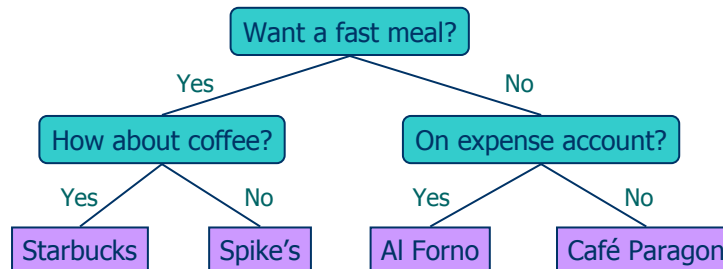 Want a fast meal?
Yes
No
How about coffee?
On expense account?
Yes
No
Yes
No
Starbucks
Spike’s
Al Forno
Café Paragon